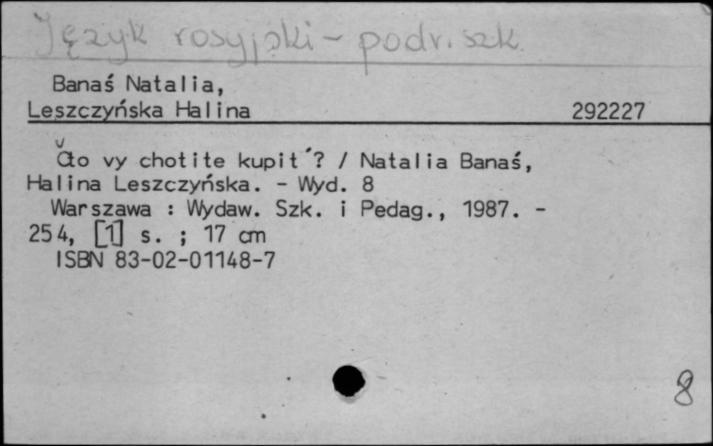 Język rosyjski - podr. szk.
Banaś Natalia,
Leszczyńska Halina 292227
Čto vy chotite kupit´? / Natalia Banaś,
Halina Leszczyńska. - Wyd. 8
Warszawa : Wydaw. Szk. i Pedag., 1987. -
254, [1] s. ; 17 cm
ISBN 83-02-01148-7
8